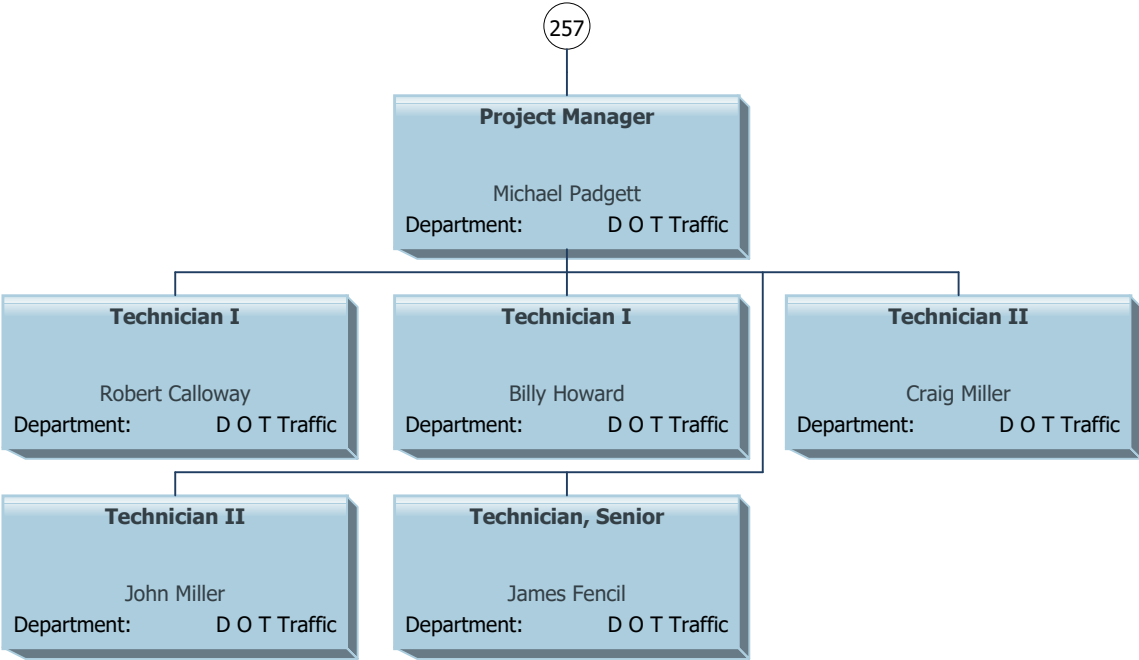 257
Project Manager
Michael Padgett
Department: D O T Traffic
Technician I
Robert Calloway
Department: D O T Traffic
Technician I
Billy Howard
Department: D O T Traffic
Technician II
Craig Miller
Department: D O T Traffic
Technician II
John Miller
Department: D O T Traffic
Technician, Senior
James Fencil
Department: D O T Traffic